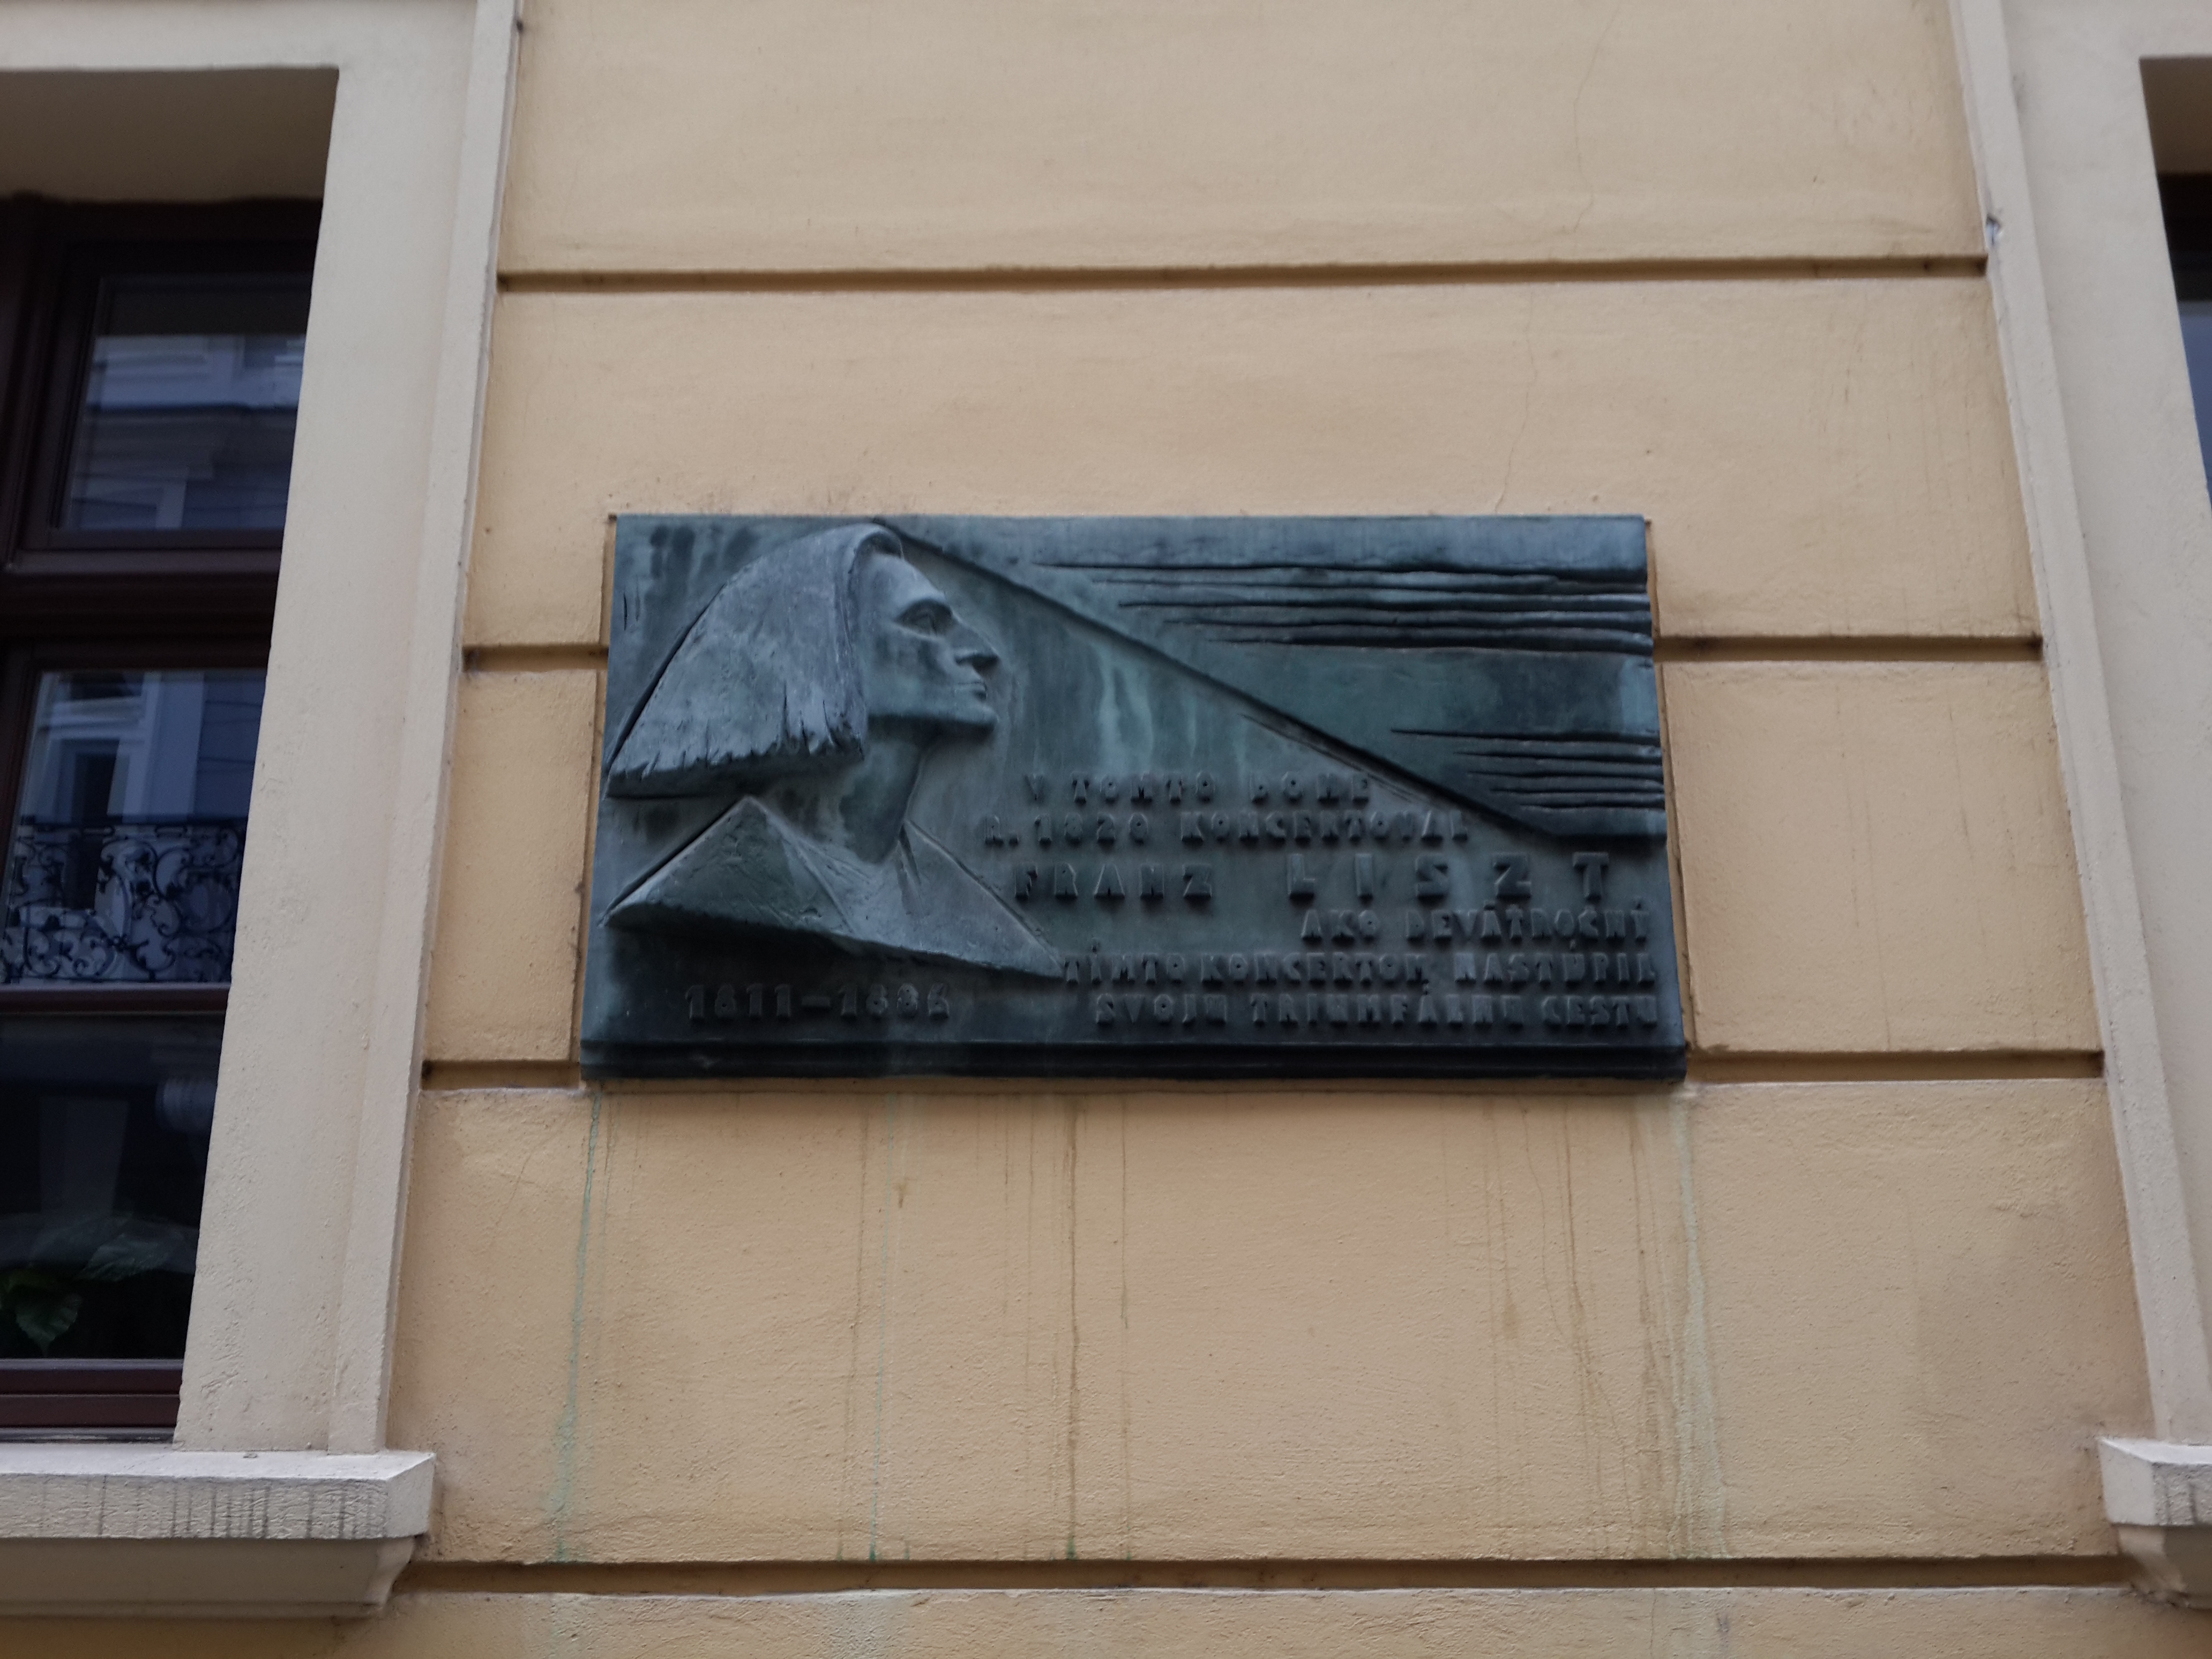 V TOMTO DOME
R. 1820 KONCERTOVAL
FRANZ LISZT
AKO DEVÄŤROČNÝ
TÝMTO KONCERTOM NASTÚPIL
SVOJU TRIUMFÁLNU CESTU
1811–1886